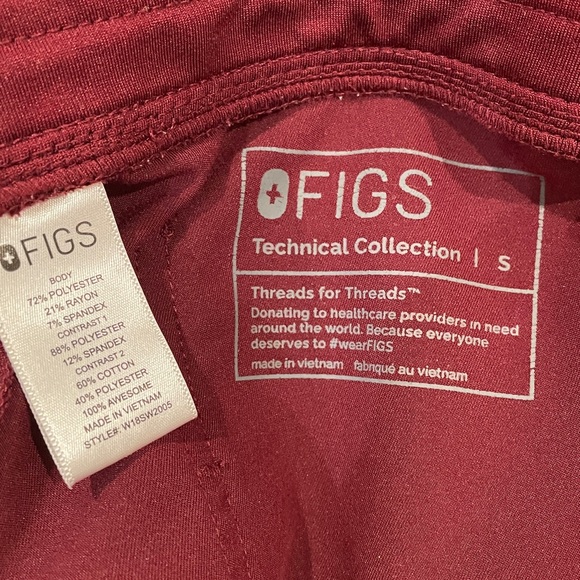 FIGS
BODY
72% POLYESTER
21% RAYON
7% SPANDEX
CONTRAST 1
88% POLYESTER
12% SPANDEX
CONTRAST 2
60% COTTON
40% POLYESTER
100% AWESOME
MADE IN VIETNAM
STYLE#: W18SW2005
FIGS
Technical Collection | S
Threads for Threads™
Donating to healthcare providers in need
around the world. Because everyone
deserves to #wearFIGS
made in vietnam fabriqué au vietnam